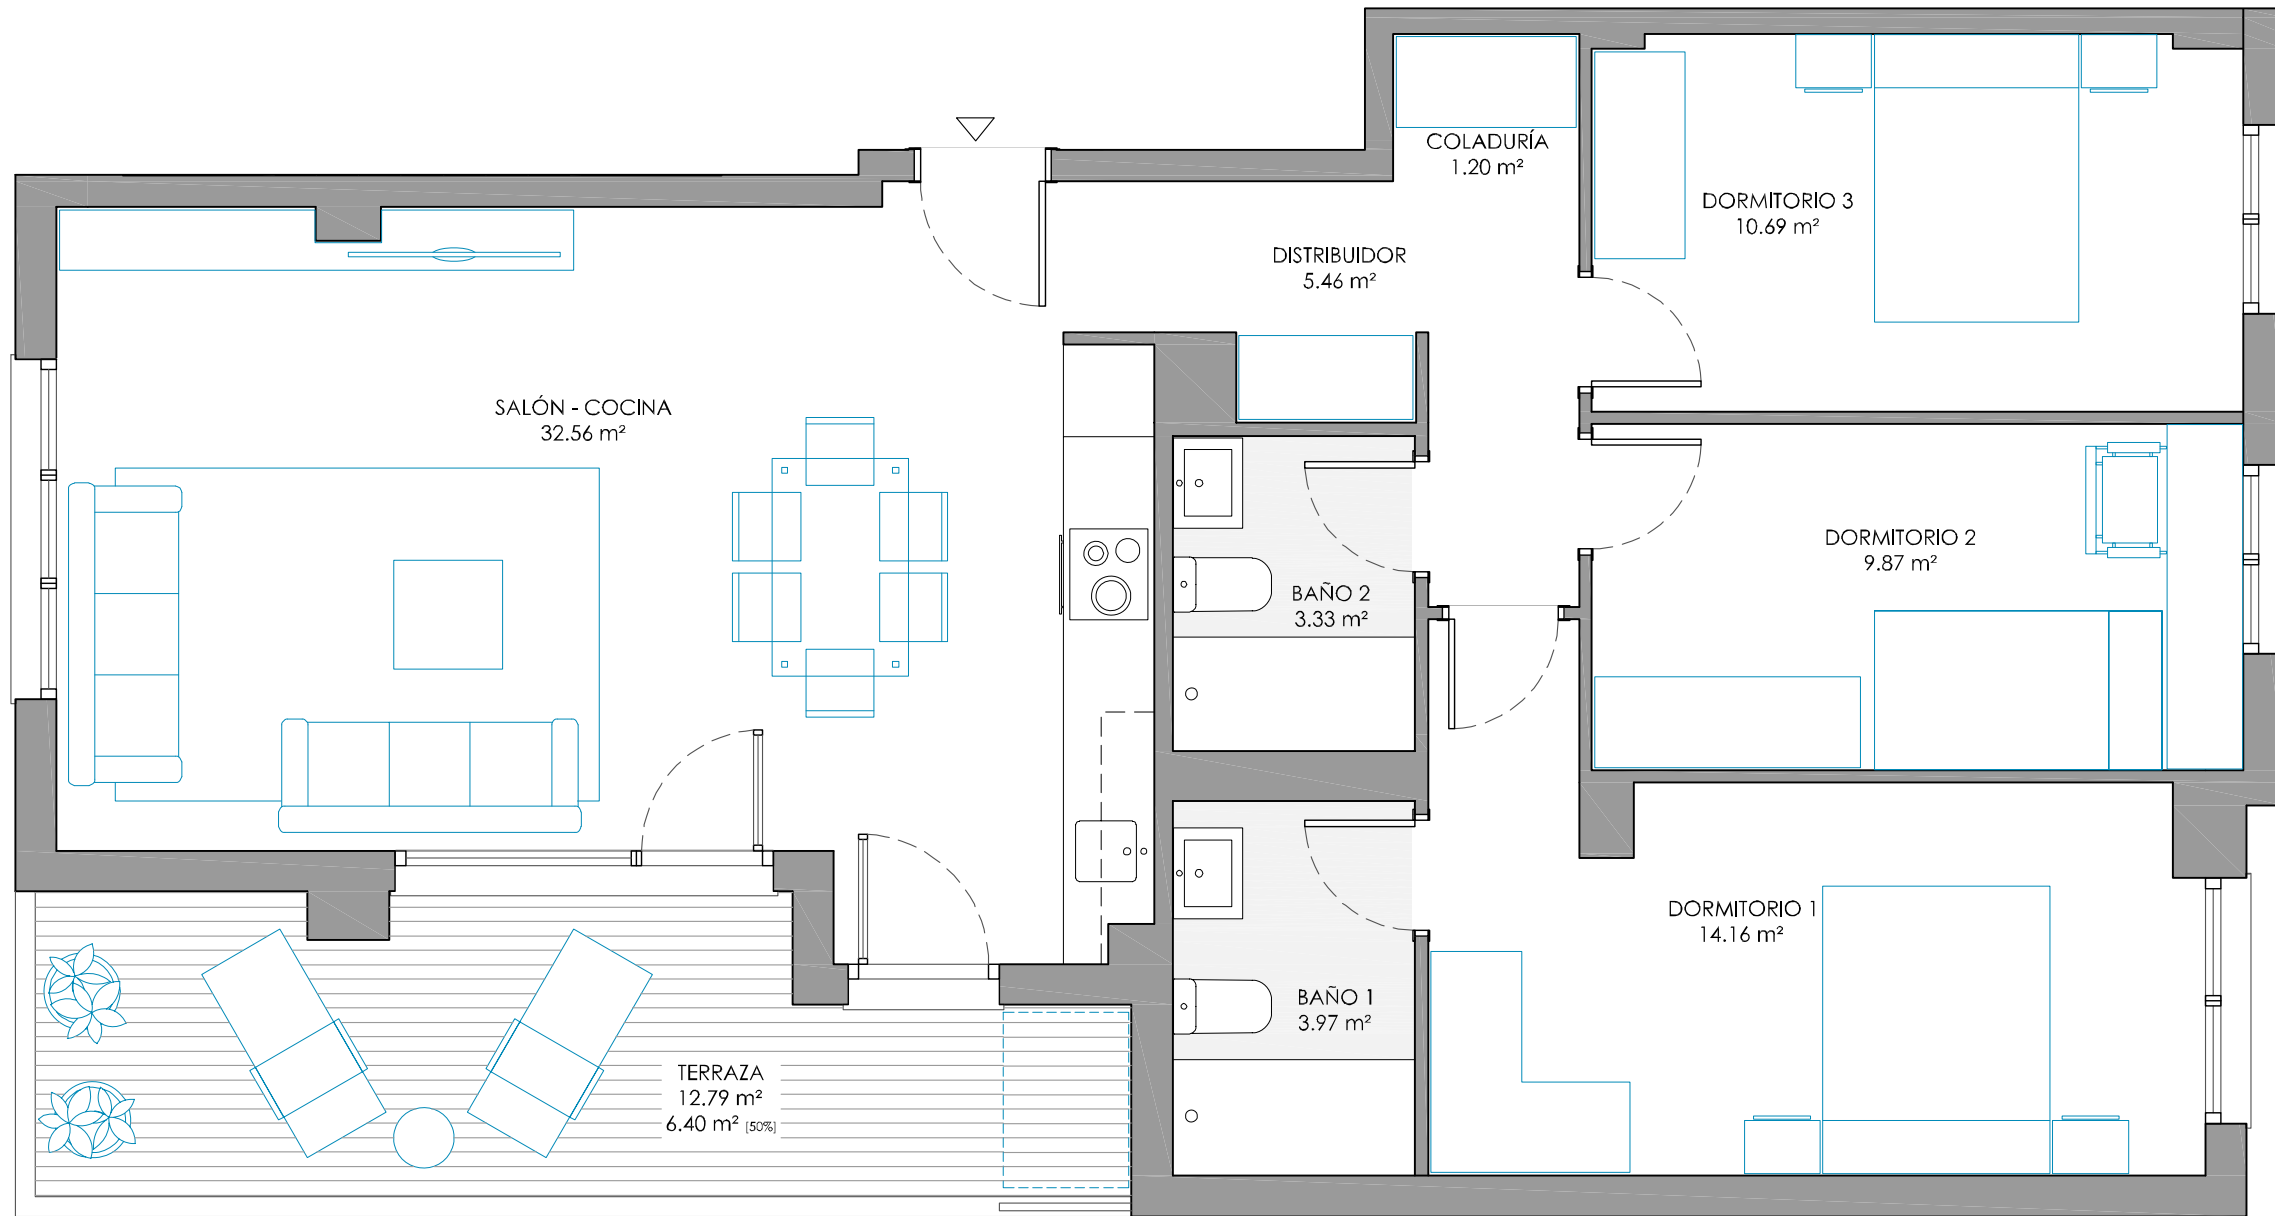 COLADURÍA
1.20 m²
DORMITORIO 3
10.69 m²
DISTRIBUIDOR
5.46 m²
SALÓN - COCINA
32.56 m²
DORMITORIO 2
9.87 m²
BAÑO 2
3.33 m²
DORMITORIO 1
14.16 m²
BAÑO 1
3.97 m²
TERRAZA
12.79 m²
6.40 m² [50%]